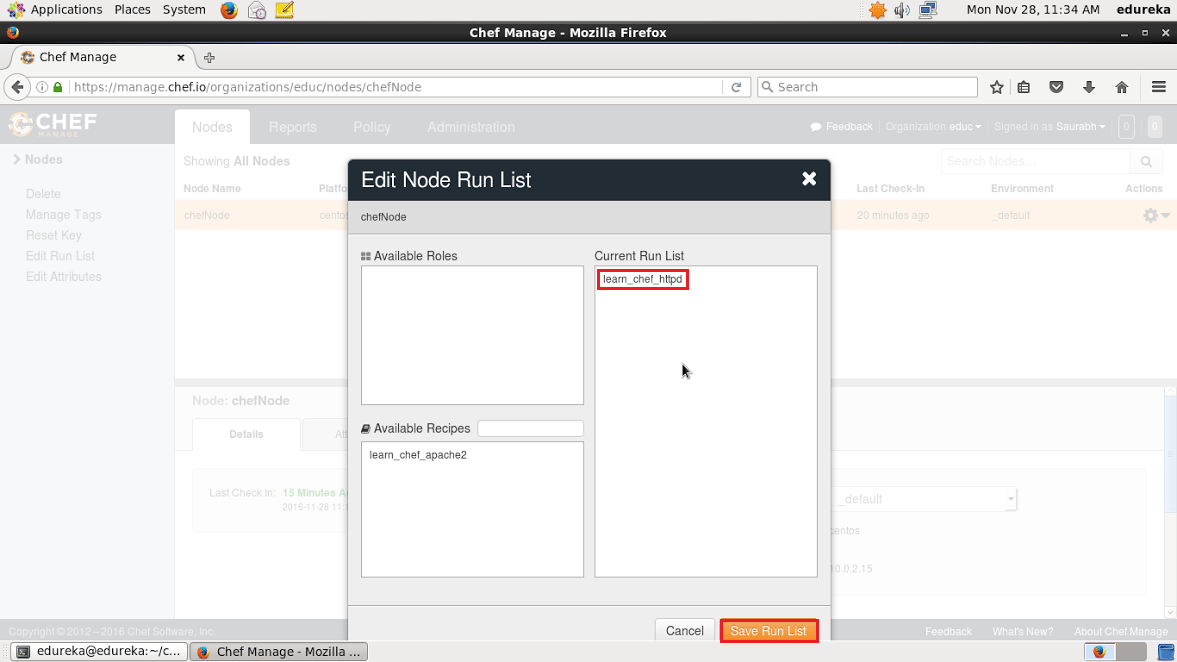 Applications Places System Mon Nov 28, 11:34 AM edureka
Chef Manage - Mozilla Firefox
Chef Manage
https://manage.chef.io/organizations/educ/nodes/chefNode Search
CHEF
MANAGE
Nodes Reports Policy Administration Feedback Organization educ Signed in as Saurabh 0 0
Nodes
Delete
Manage Tags
Reset Key
Edit Run List
Edit Attributes
Showing All Nodes Search Nodes...
Node Name Last Check-In Environment Actions
chefNode 20 minutes ago _default
Edit Node Run List
chefNode
Available Roles
Current Run List
learn_chef_httpd
Available Recipes
learn_chef_apache2
Cancel Save Run List
Node: chefNode
Details
Last Check In: 15 Minutes
_default
10.0.2.15
Copyright © 2012 – 2016 Chef Software, Inc. Feedback What's New? About Chef Manage
edureka@edureka:~/c... Chef Manage - Mozilla ...